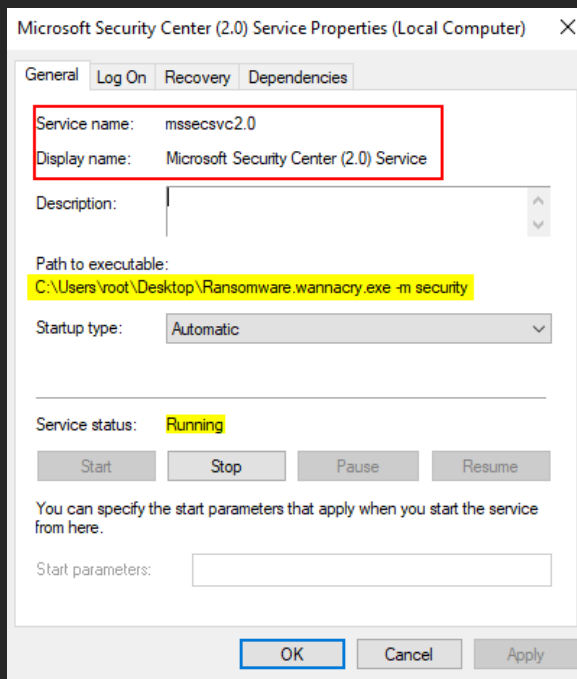 Microsoft Security Center (2.0) Service Properties (Local Computer)
General Log On Recovery Dependencies
Service name: mssecsvc2.0
Display name: Microsoft Security Center (2.0) Service
Description:
Path to executable:
C:\Users\root\Desktop\Ransomware.wannacry.exe -m security
Startup type: Automatic
Service status: Running
Start Stop Pause Resume
You can specify the start parameters that apply when you start the service
from here.
Start parameters:
OK Cancel Apply